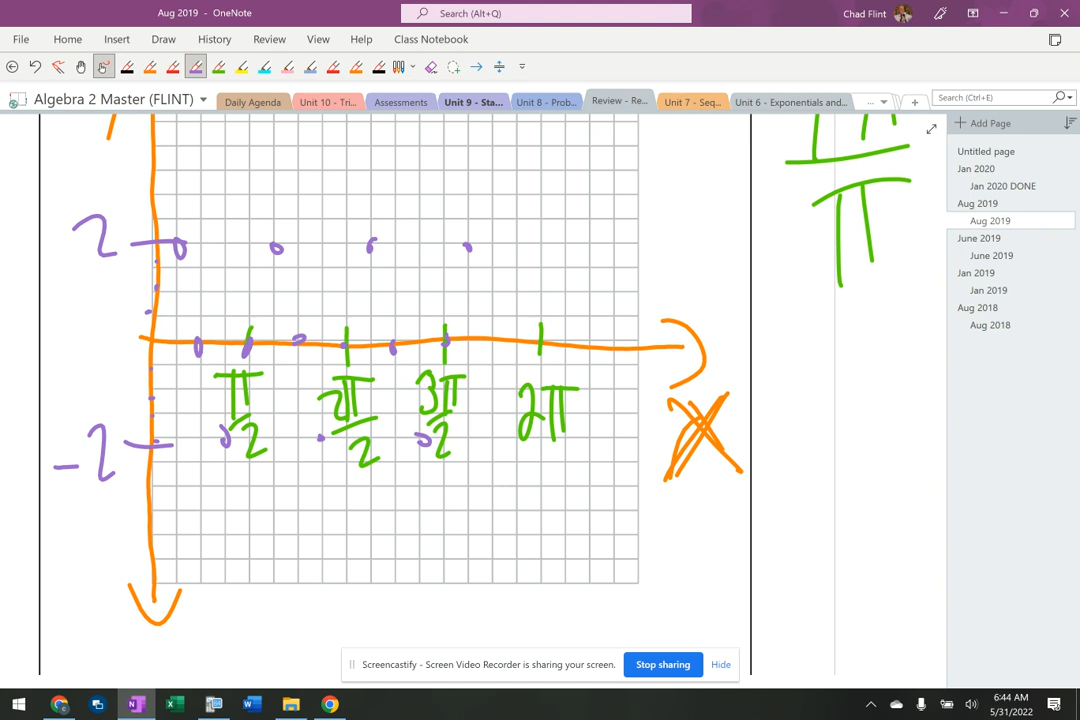 Aug 2019 - OneNote
Search (Alt+Q)
Chad Flint
File Home Insert Draw History Review View Help Class Notebook
Algebra 2 Master (FLINT)
Daily Agenda
Unit 10 - Tri...
Assessments
Unit 9 - Sta...
Unit 8 - Prob...
Review - Re...
Unit 7 - Seq...
Unit 6 - Exponentials and...
...
Search (Ctrl+E)
Add Page
Untitled page
Jan 2020
Jan 2020 DONE
Aug 2019
Aug 2019
June 2019
June 2019
Jan 2019
Jan 2019
Aug 2018
Aug 2018
π
2
-2
π/2
2π/2
3π/2
2π
Screencastify - Screen Video Recorder is sharing your screen.
Stop sharing
Hide
6:44 AM
5/31/2022